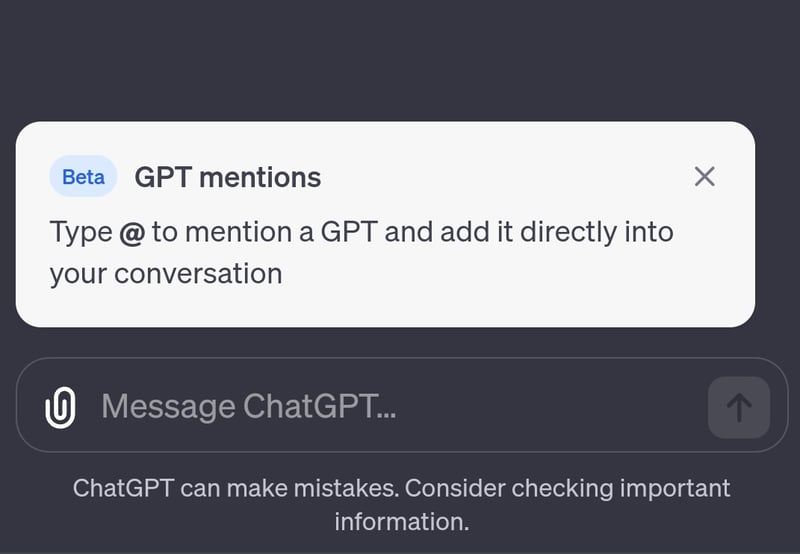 Beta GPT mentions
Type @ to mention a GPT and add it directly into
your conversation
Message ChatGPT...
ChatGPT can make mistakes. Consider checking important
information.